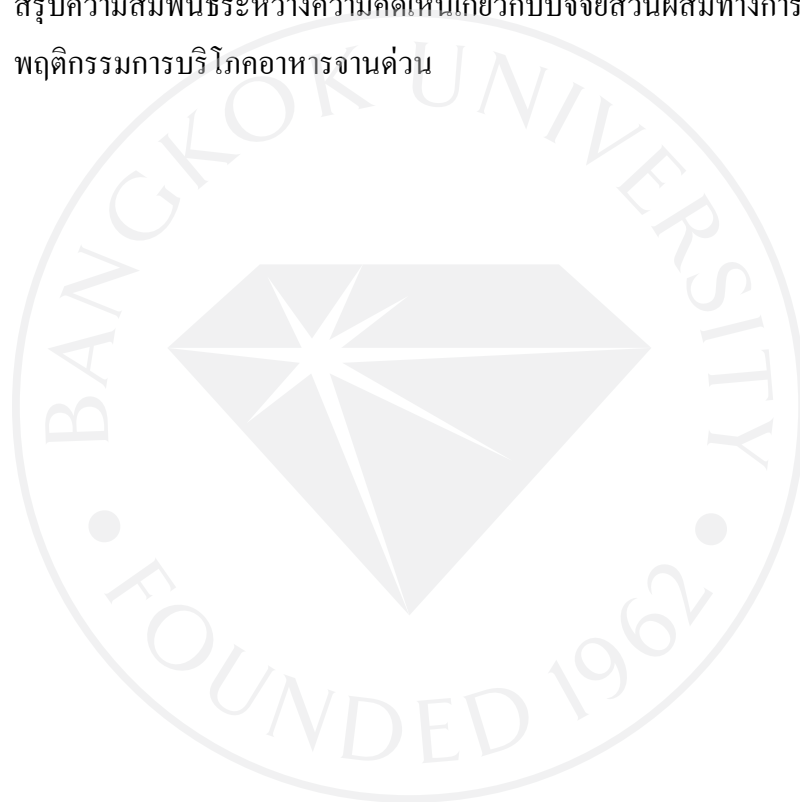 สรุปความสัมพันธ์ระหว่างความคิดเห็นเกี่ยวกับปัจจัยส่วนผสมทางการ
พฤติกรรมการบริโภคอาหารจานด่วน
BANGKOK UNIVERSITY
• FOUNDED 1962 •